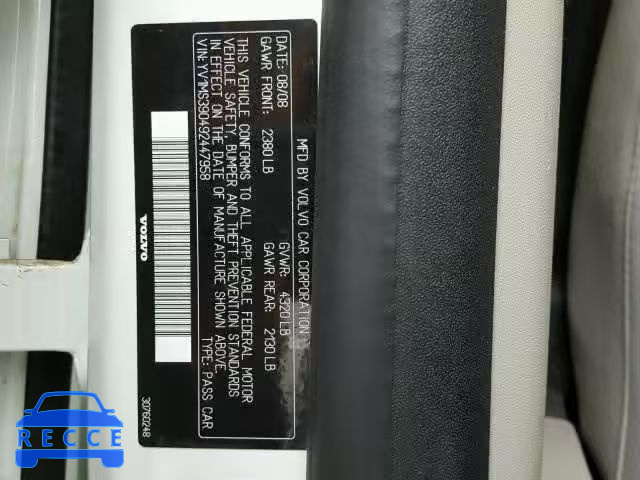 MFD BY VOLVO CAR CORPORATION
DATE: 08/08 GVWR: 4320 LB
GAWR FRONT: 2380 LB GAWR REAR: 2130 LB
THIS VEHICLE CONFORMS TO ALL APPLICABLE FEDERAL MOTOR
VEHICLE SAFETY, BUMPER AND THEFT PREVENTION STANDARDS
IN EFFECT ON THE DATE OF MANUFACTURE SHOWN ABOVE.
VIN: YV1MS390492447958 TYPE: PASS CAR
VOLVO
30760248
RECCE